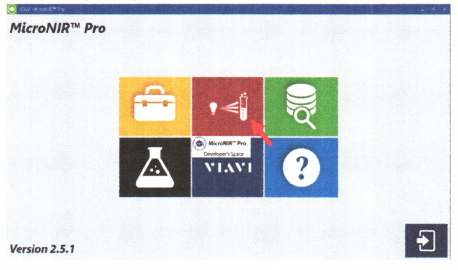 VIAVI MicroNIR™ Pro
MicroNIR™ Pro
MicroNIR™ Pro
Developer's Space
VIAVI
?
Version 2.5.1